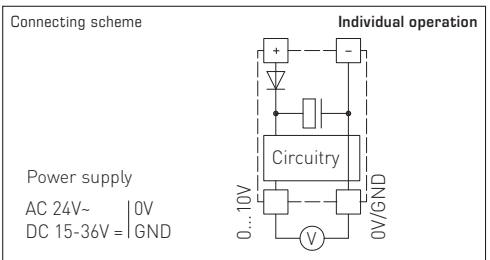 Connecting scheme
Individual operation
+ −
Circuitry
Power supply
AC 24V~ 0V
DC 15-36V = GND
0...10V
0V/GND
V